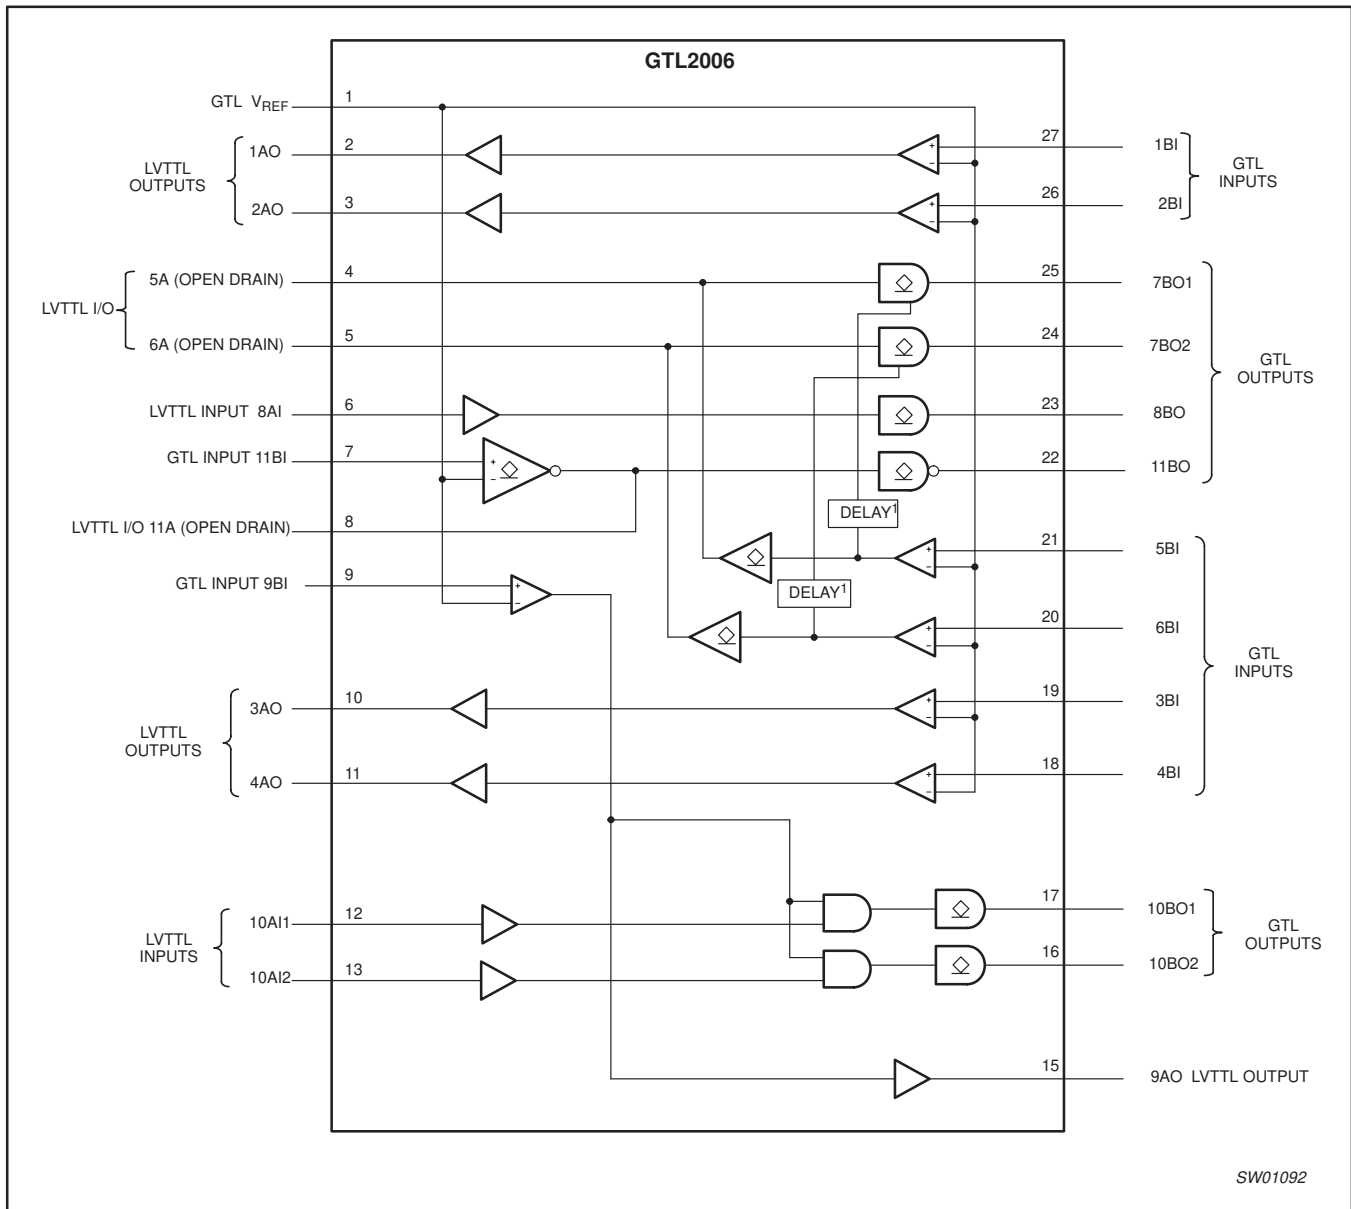 GTL2006
GTL VREF 1
1AO 2
LVTTL
OUTPUTS
2AO 3
27 1BI
26 2BI
GTL
INPUTS
5A (OPEN DRAIN) 4
LVTTL I/O
6A (OPEN DRAIN) 5
LVTTL INPUT 8AI 6
GTL INPUT 11BI 7
LVTTL I/O 11A (OPEN DRAIN) 8
GTL INPUT 9BI 9
25 7BO1
24 7BO2
GTL
OUTPUTS
23 8BO
22 11BO
DELAY1
DELAY1
21 5BI
20 6BI
GTL
INPUTS
19 3BI
18 4BI
3AO 10
LVTTL
OUTPUTS
4AO 11
10AI1 12
LVTTL
INPUTS
10AI2 13
17 10BO1
GTL
OUTPUTS
16 10BO2
15 9AO LVTTL OUTPUT
+
–
+
–
+
–
+
–
+
–
+
–
+
–
+
–
SW01092